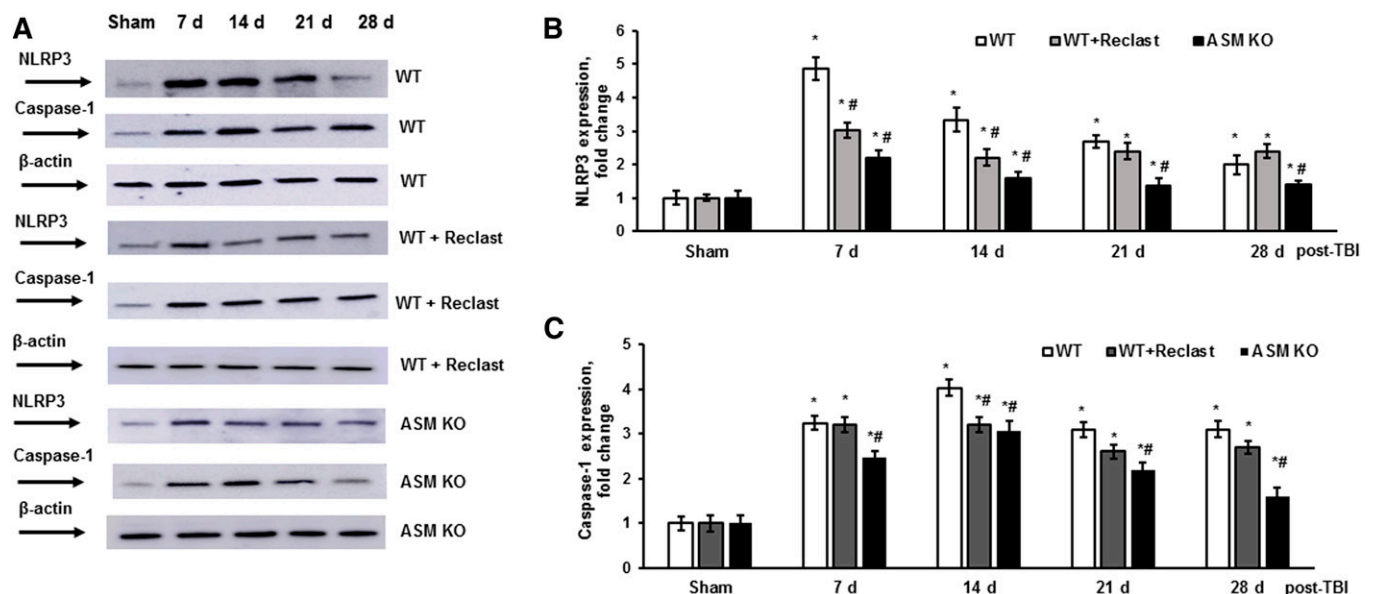 A
Sham 7 d 14 d 21 d 28 d
NLRP3
WT
Caspase-1
WT
β-actin
WT
NLRP3
WT + Reclast
Caspase-1
WT + Reclast
β-actin
WT + Reclast
NLRP3
ASM KO
Caspase-1
ASM KO
β-actin
ASM KO
B
NLRP3 expression,
fold change
6
5
4
3
2
1
0
WT WT+Reclast ASM KO
*
* #
* #
*
* #
* #
*
*
* #
*
*
* #
Sham 7 d 14 d 21 d 28 d post-TBI
C
Caspase-1 expression,
fold change
5
4
3
2
1
0
WT WT+Reclast ASM KO
*
*
*#
*
*#
*#
*
*
*#
*
*
*#
Sham 7 d 14 d 21 d 28 d post-TBI